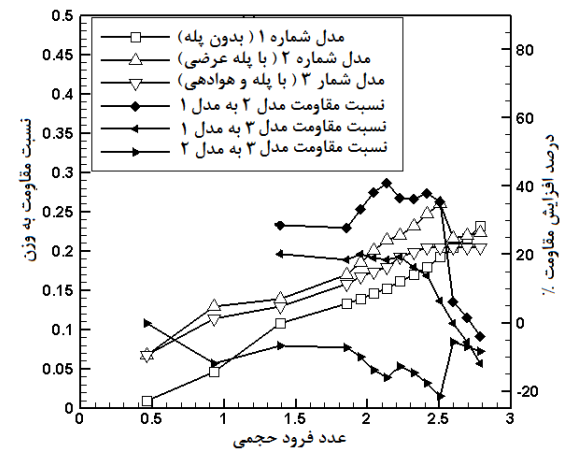 مدل شماره ۱ ( بدون پله)
مدل شماره ۲ ( با پله عرضی)
مدل شمار ۳ ( با پله و هوادهی)
نسبت مقاومت مدل ۲ به مدل ۱
نسبت مقاومت مدل ۳ به مدل ۱
نسبت مقاومت مدل ۳ به مدل ۲
نسبت مقاومت به وزن
0.5
0.45
0.4
0.35
0.3
0.25
0.2
0.15
0.1
0.05
0
درصد افزایش مقاومت %
80
60
40
20
0
-20
0 0.5 1 1.5 2 2.5 3
عدد فرود حجمی